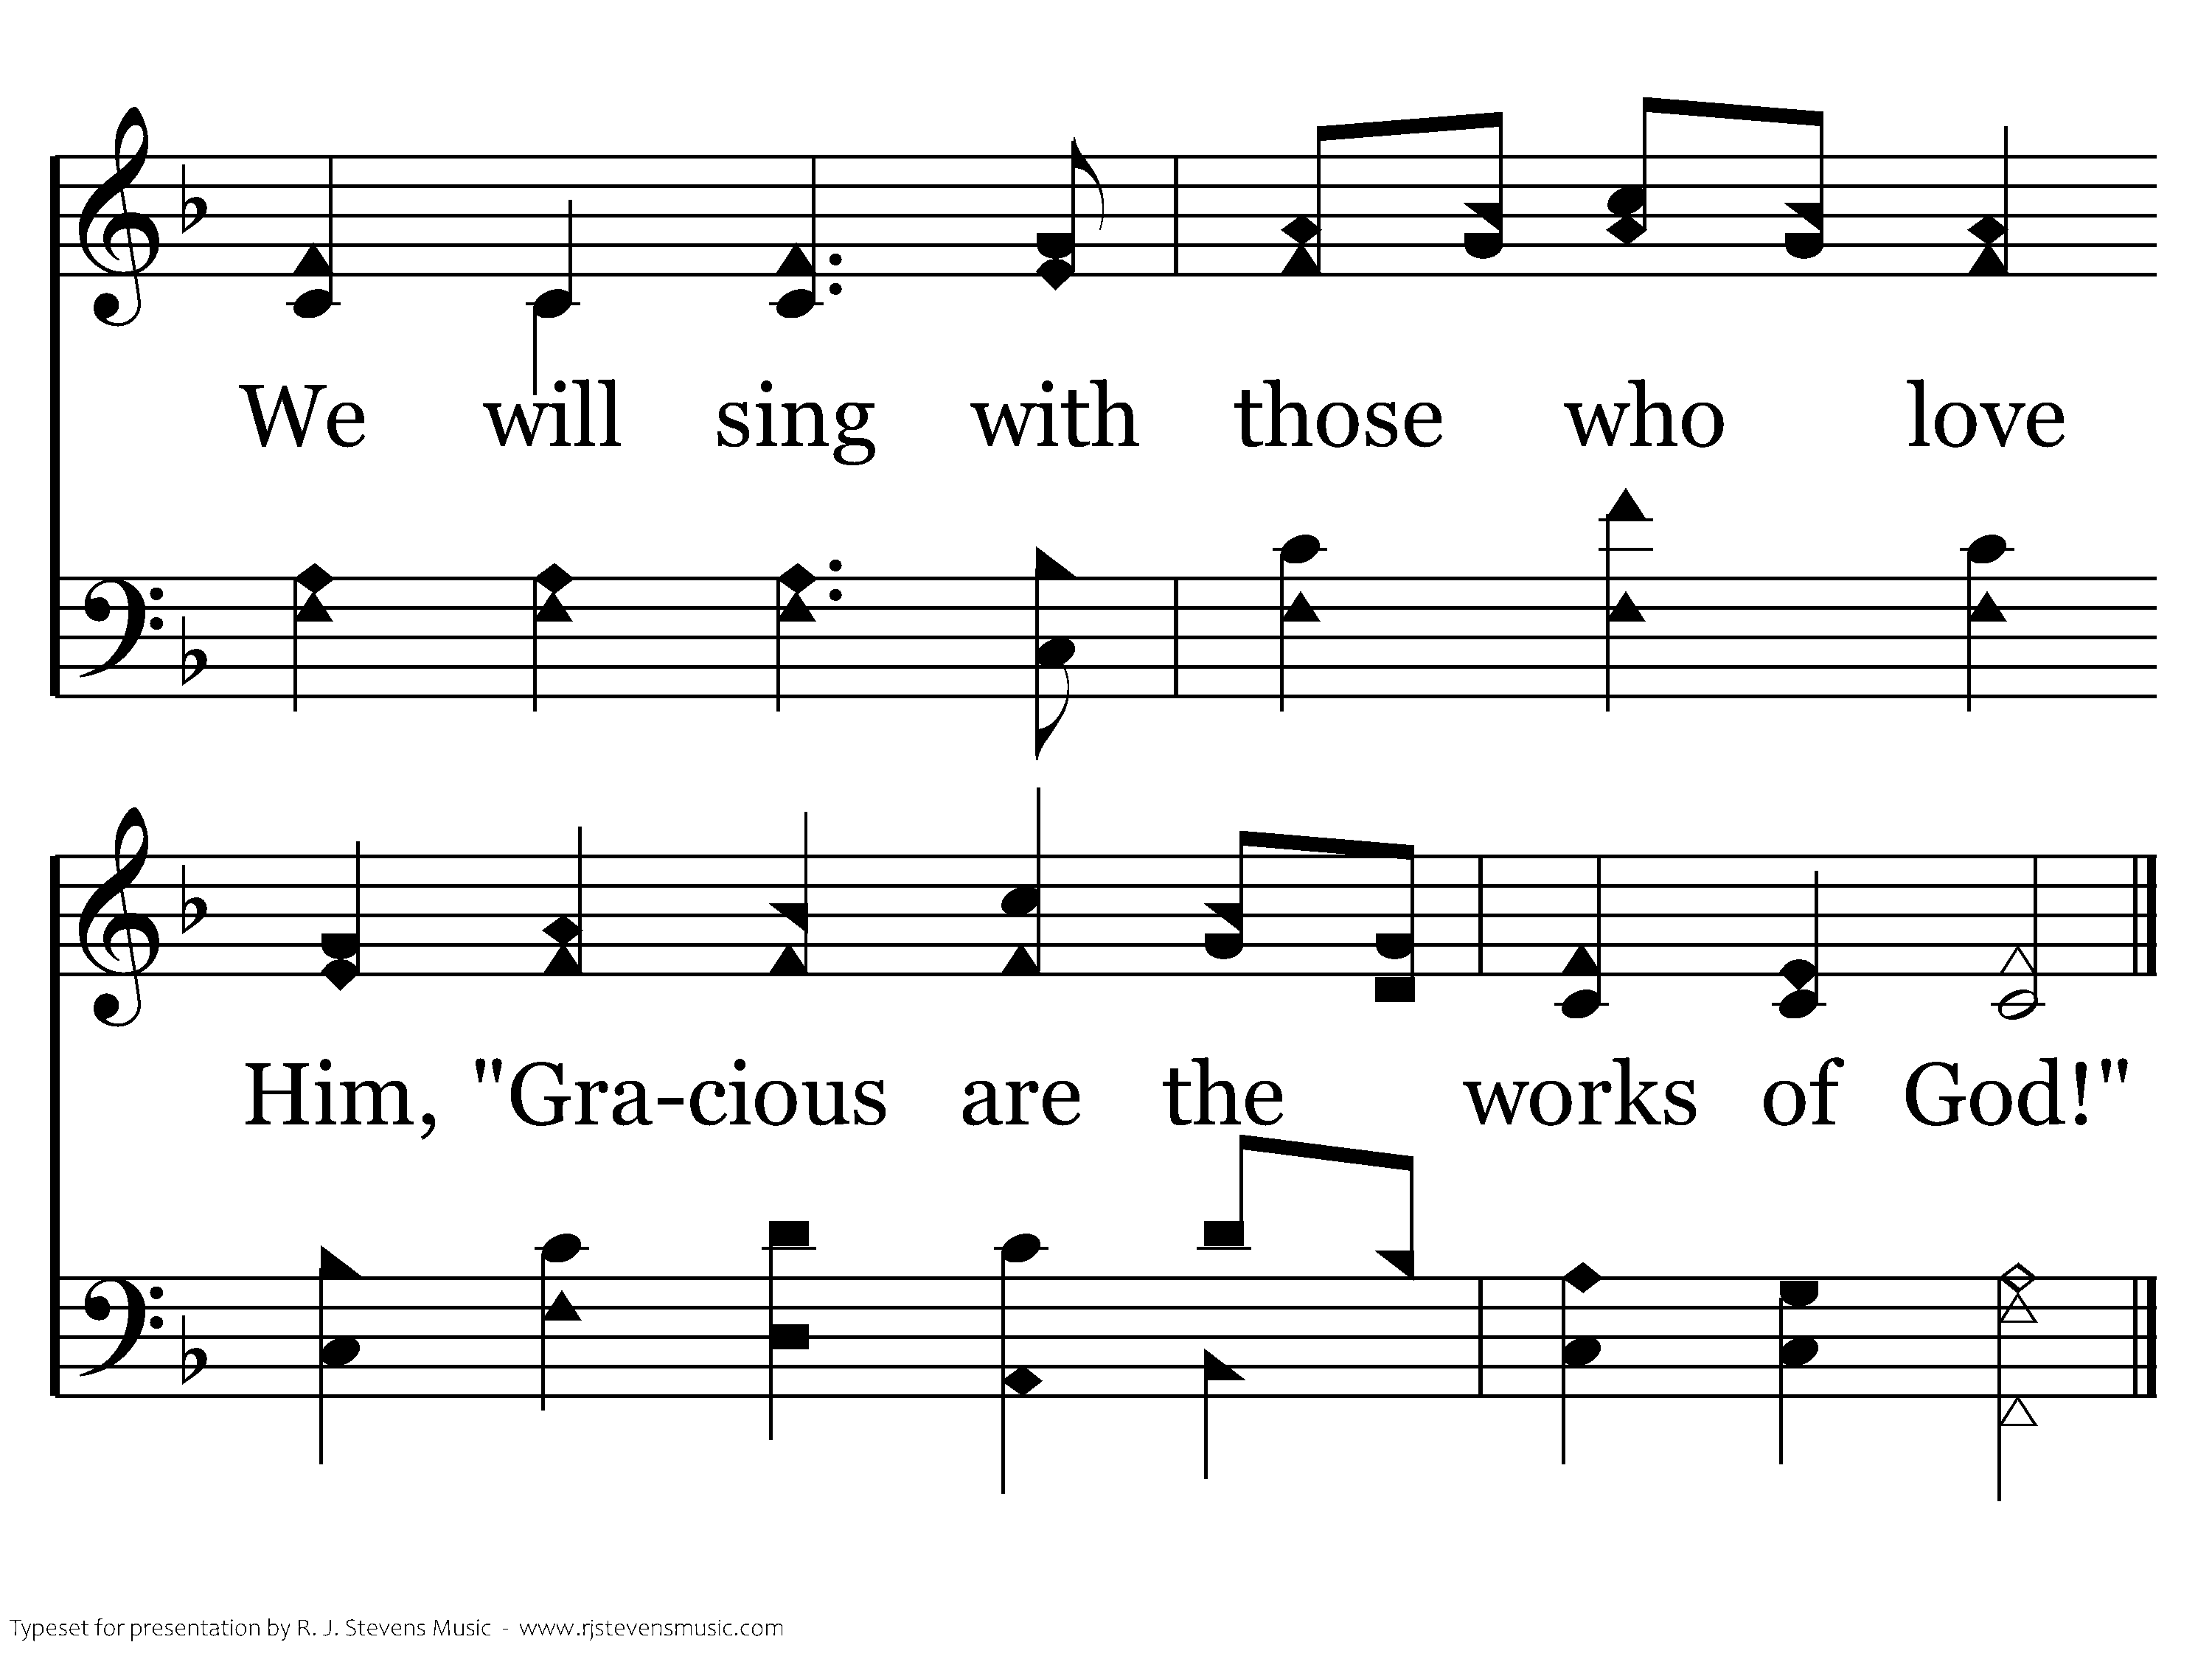 We will sing with those who love
Him, "Gra-cious are the works of God!"
Typeset for presentation by R. J. Stevens Music - www.rjstevensmusic.com